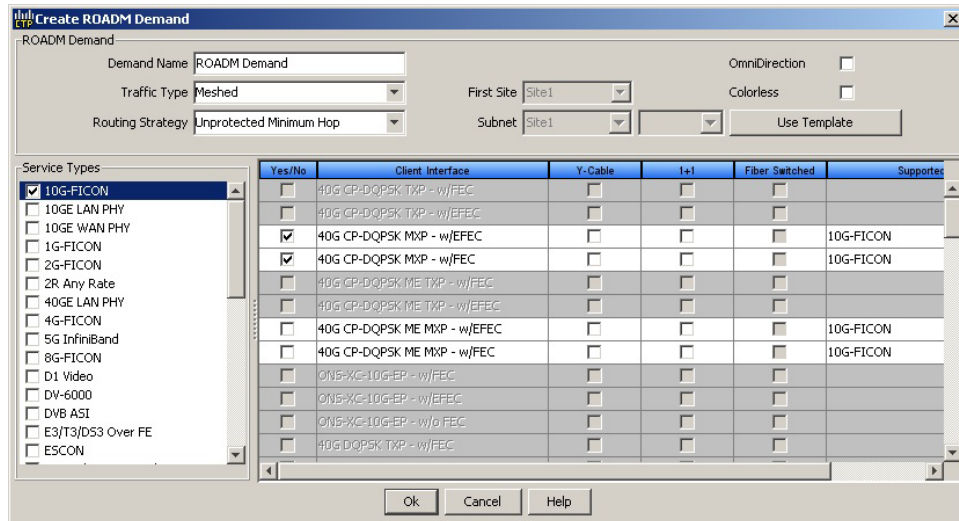 CTP Create ROADM Demand
ROADM Demand
Demand Name ROADM Demand OmniDirection
Traffic Type Meshed First Site Site1 Colorless
Routing Strategy Unprotected Minimum Hop Subnet Site1 Use Template
Service Types
10G-FICON
10GE LAN PHY
10GE WAN PHY
1G-FICON
2G-FICON
2R Any Rate
40GE LAN PHY
4G-FICON
5G InfiniBand
8G-FICON
D1 Video
DV-6000
DVB ASI
E3/T3/DS3 Over FE
ESCON
Yes/No Client Interface Y-Cable 1+1 Fiber Switched Supported
40G CP-DQPSK TXP - w/FEC
40G CP-DQPSK TXP - w/EFEC
40G CP-DQPSK MXP - w/EFEC 10G-FICON
40G CP-DQPSK MXP - w/FEC 10G-FICON
40G CP-DQPSK ME TXP - w/FEC
40G CP-DQPSK ME TXP - w/EFEC
40G CP-DQPSK ME MXP - w/EFEC 10G-FICON
40G CP-DQPSK ME MXP - w/FEC 10G-FICON
ONS-XC-10G-EP - w/FEC
ONS-XC-10G-EP - w/EFEC
ONS-XC-10G-EP - w/o FEC
40G DQPSK TXP - w/FEC
Ok Cancel Help